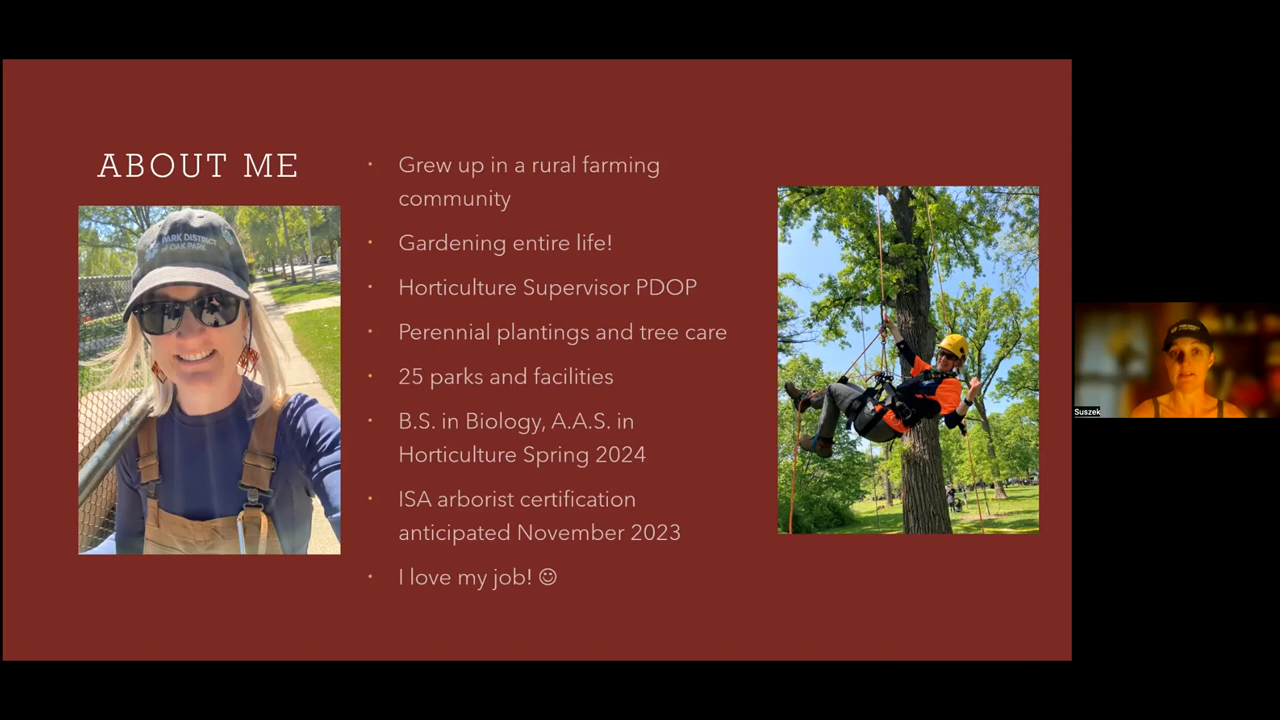 ABOUT ME
PARK DISTRICT
of OAK PARK
• Grew up in a rural farming
community
• Gardening entire life!
• Horticulture Supervisor PDOP
• Perennial plantings and tree care
• 25 parks and facilities
• B.S. in Biology, A.A.S. in
Horticulture Spring 2024
• ISA arborist certification
anticipated November 2023
• I love my job! ☺
Suszek